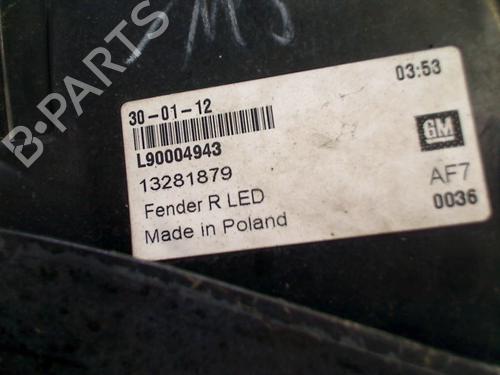 B-PARTS
30-01-12
03:53
L90004943
GM
13281879
AF7
Fender R LED
0036
Made in Poland